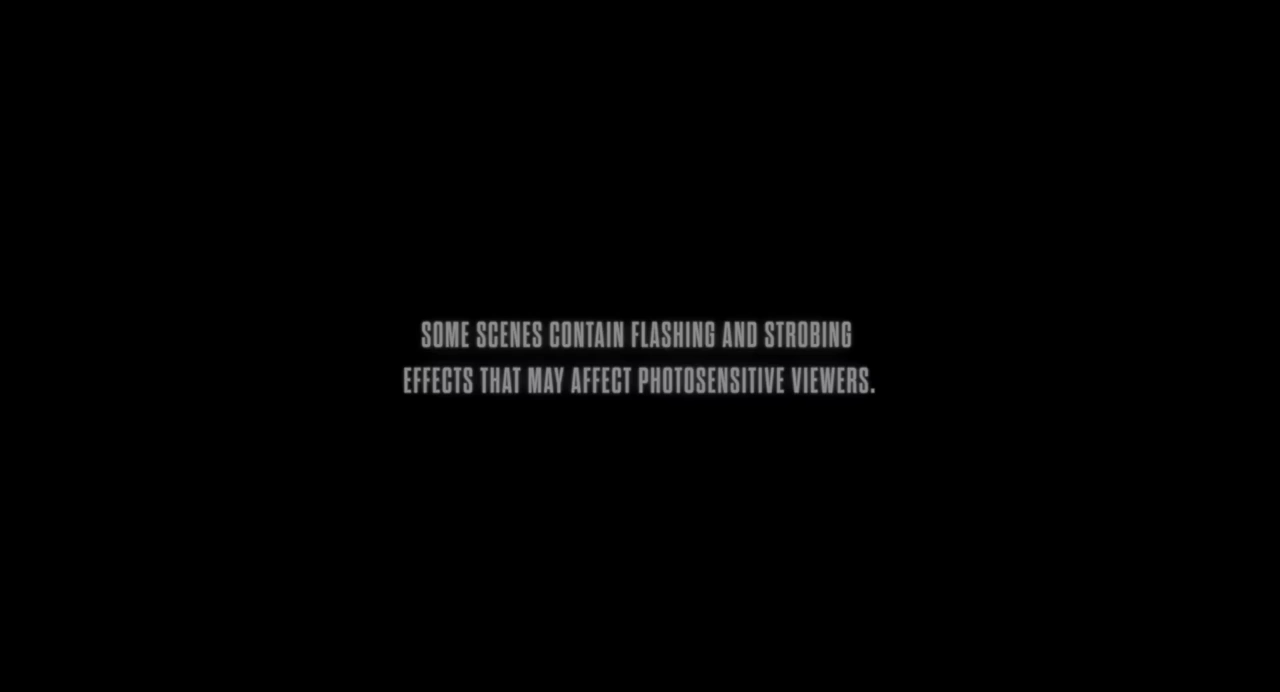 SOME SCENES CONTAIN FLASHING AND STROBING
EFFECTS THAT MAY AFFECT PHOTOSENSITIVE VIEWERS.